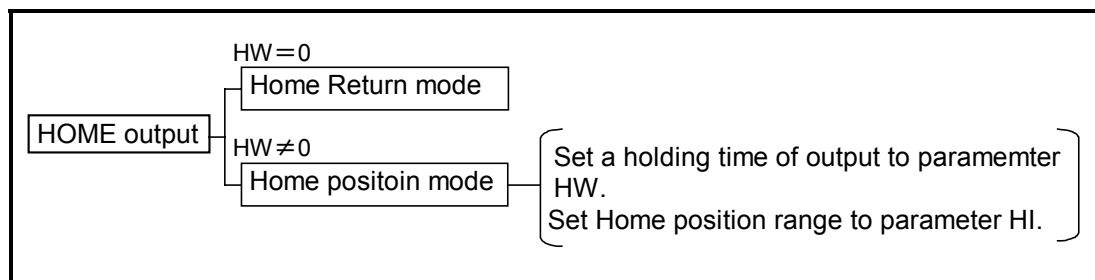 HW＝0
Home Return mode
HOME output
HW≠0
Home positoin mode
Set a holding time of output to paramemter
HW.
Set Home position range to parameter HI.